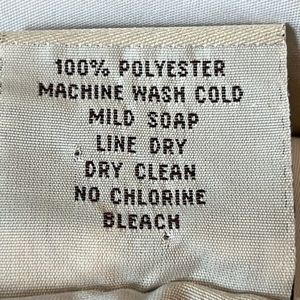 100% POLYESTER
MACHINE WASH COLD
MILD SOAP
LINE DRY
DRY CLEAN
NO CHLORINE
BLEACH